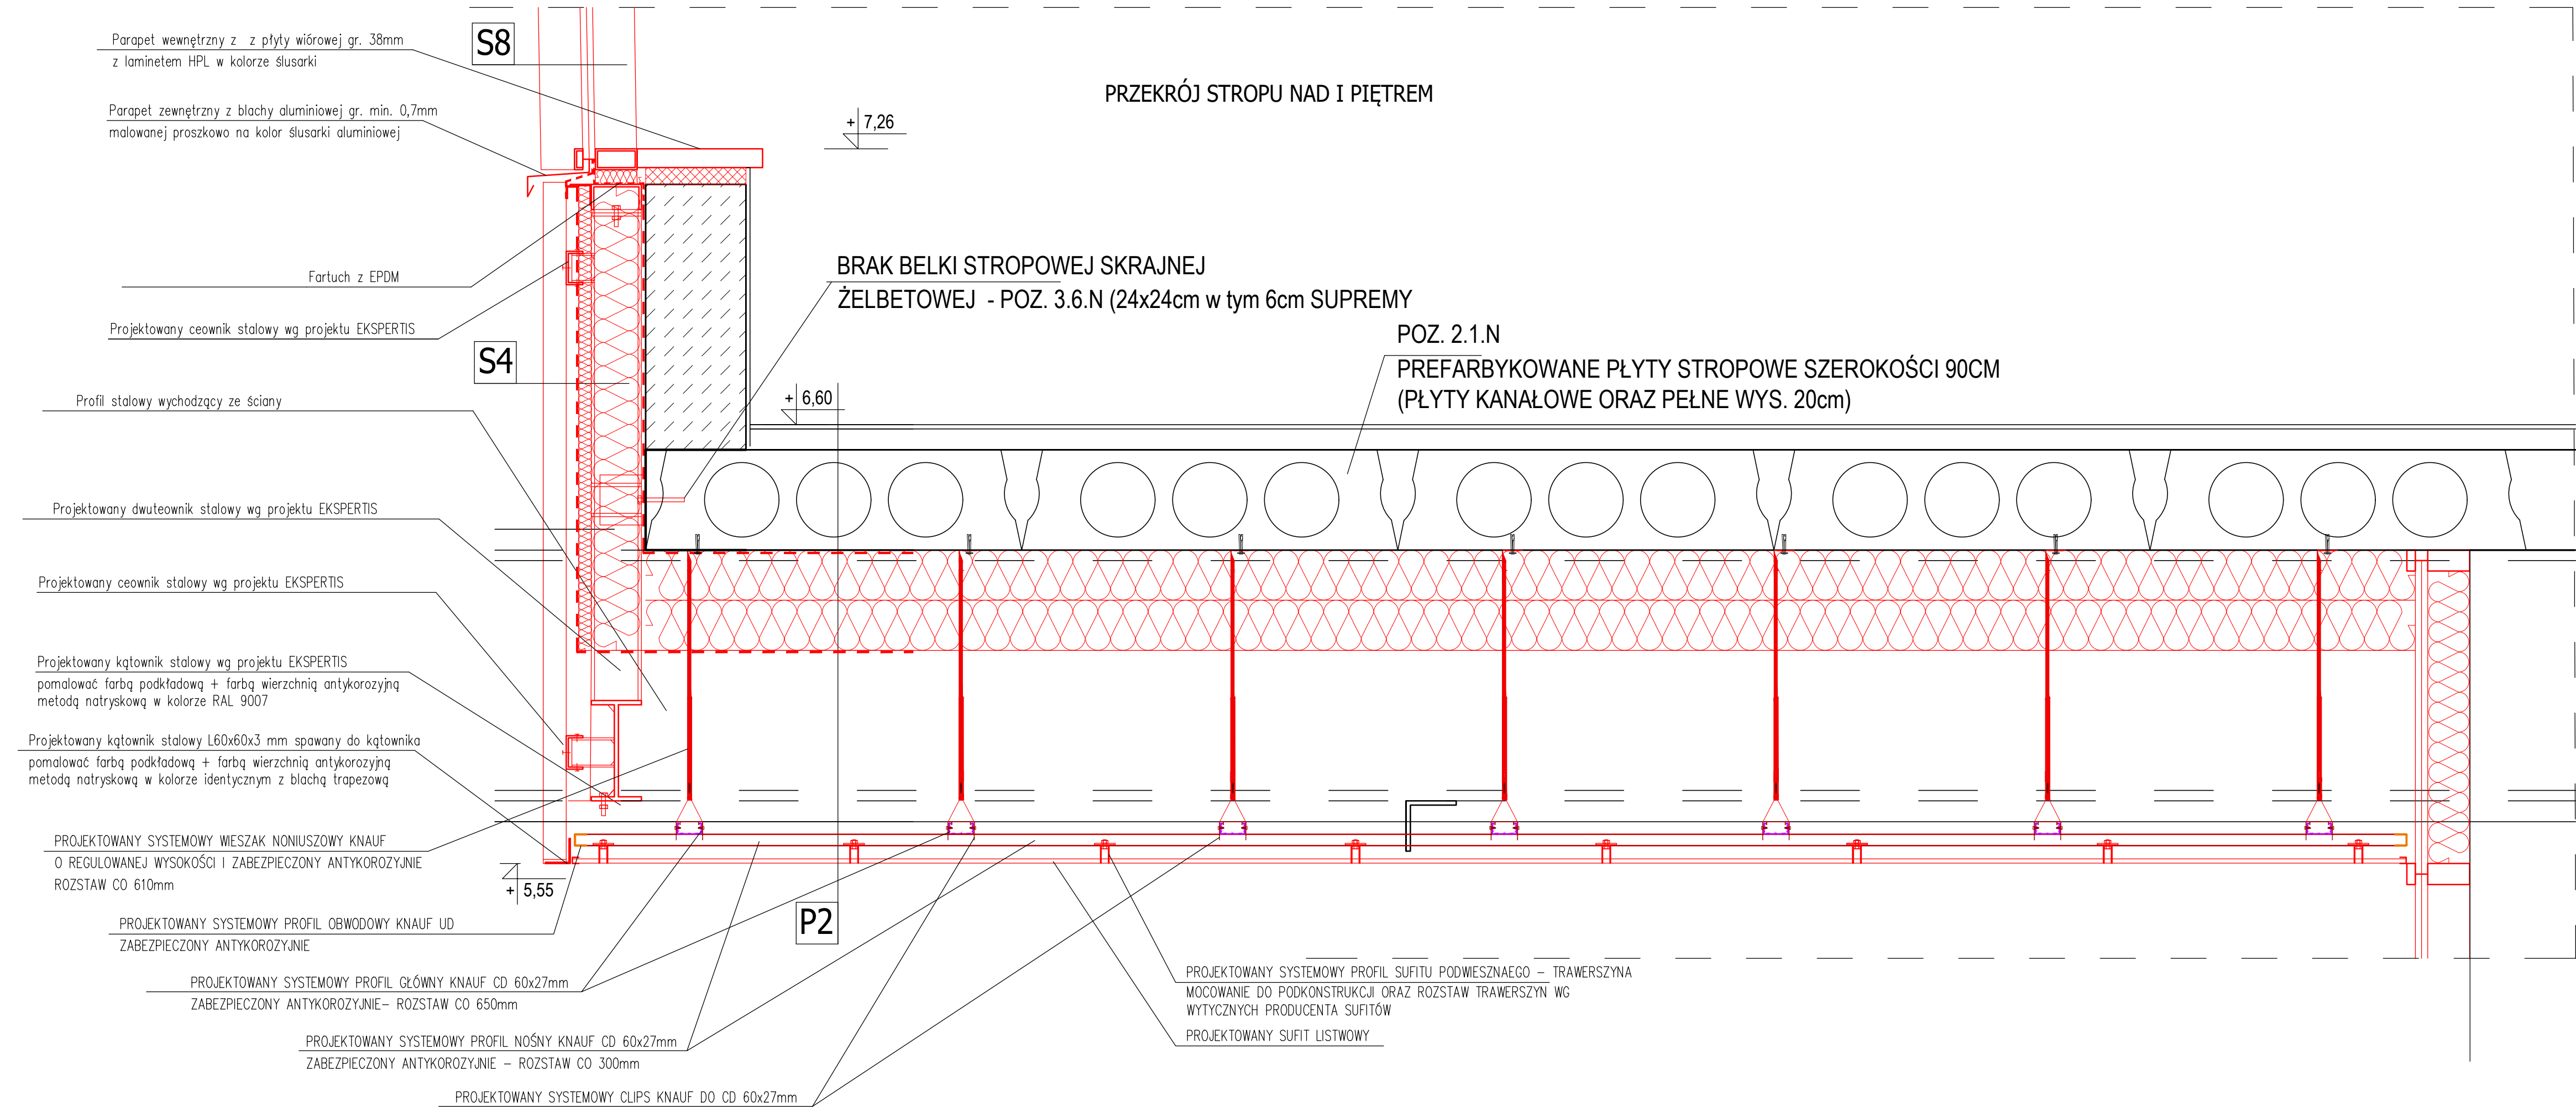 Parapet wewnętrzny z z płyty wiórowej gr. 38mm
z laminetem HPL w kolorze ślusarki
S8
PRZEKRÓJ STROPU NAD I PIĘTREM
Parapet zewnętrzny z blachy aluminiowej gr. min. 0,7mm
malowanej proszkowo na kolor ślusarki aluminiowej
+ 7,26
Fartuch z EPDM
BRAK BELKI STROPOWEJ SKRAJNEJ
ŻELBETOWEJ - POZ. 3.6.N (24x24cm w tym 6cm SUPREMY
Projektowany ceownik stalowy wg projektu EKSPERTIS
POZ. 2.1.N
PREFARBYKOWANE PŁYTY STROPOWE SZEROKOŚCI 90CM
(PŁYTY KANAŁOWE ORAZ PEŁNE WYS. 20cm)
S4
+ 6,60
Profil stalowy wychodzący ze ściany
Projektowany dwuteownik stalowy wg projektu EKSPERTIS
Projektowany ceownik stalowy wg projektu EKSPERTIS
Projektowany kątownik stalowy wg projektu EKSPERTIS
pomalować farbą podkładową + farbą wierzchnią antykorozyjną
metodą natryskową w kolorze RAL 9007
Projektowany kątownik stalowy L60x60x3 mm spawany do kątownika
pomalować farbą podkładową + farbą wierzchnią antykorozyjną
metodą natryskową w kolorze identycznym z blachą trapezową
PROJEKTOWANY SYSTEMOWY WIESZAK NONIUSZOWY KNAUF
O REGULOWANEJ WYSOKOŚCI I ZABEZPIECZONY ANTYKOROZYJNIE
ROZSTAW CO 610mm
+ 5,55
P2
PROJEKTOWANY SYSTEMOWY PROFIL OBWODOWY KNAUF UD
ZABEZPIECZONY ANTYKOROZYJNIE
PROJEKTOWANY SYSTEMOWY PROFIL GŁÓWNY KNAUF CD 60x27mm
ZABEZPIECZONY ANTYKOROZYJNIE– ROZSTAW CO 650mm
PROJEKTOWANY SYSTEMOWY PROFIL SUFITU PODWIESZNAEGO – TRAWERSZYNA
MOCOWANIE DO PODKONSTRUKCJI ORAZ ROZSTAW TRAWERSZYN WG
WYTYCZNYCH PRODUCENTA SUFITÓW
PROJEKTOWANY SUFIT LISTWOWY
PROJEKTOWANY SYSTEMOWY PROFIL NOŚNY KNAUF CD 60x27mm
ZABEZPIECZONY ANTYKOROZYJNIE – ROZSTAW CO 300mm
PROJEKTOWANY SYSTEMOWY CLIPS KNAUF DO CD 60x27mm